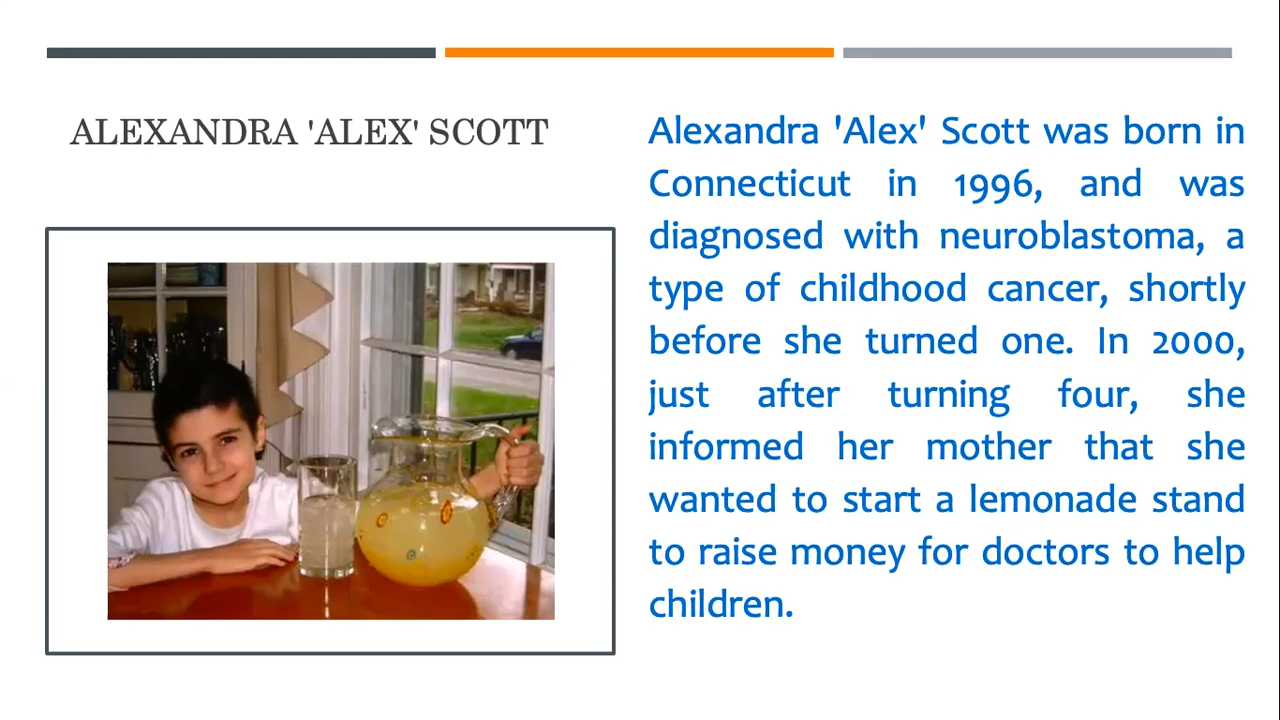 ALEXANDRA 'ALEX' SCOTT
Alexandra 'Alex' Scott was born in
Connecticut in 1996, and was
diagnosed with neuroblastoma, a
type of childhood cancer, shortly
before she turned one. In 2000,
just after turning four, she
informed her mother that she
wanted to start a lemonade stand
to raise money for doctors to help
children.